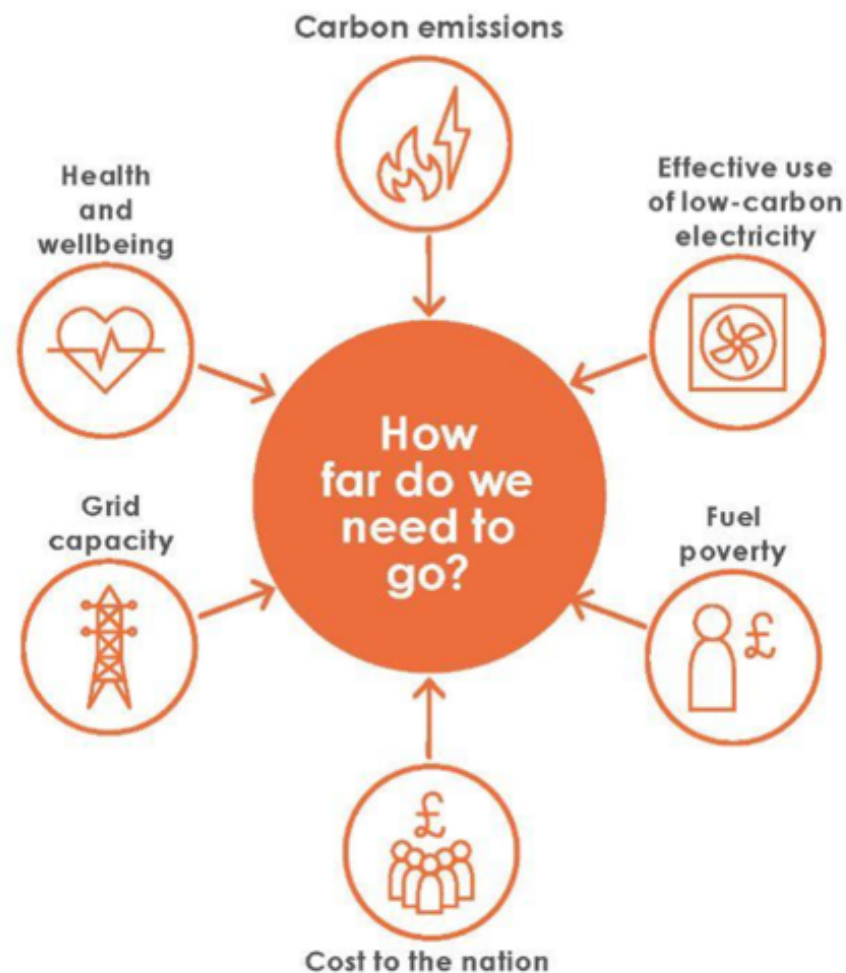 Carbon emissions
Health
and
wellbeing
Effective use
of low-carbon
electricity
How
far do we
need to
go?
Grid
capacity
Fuel
poverty
£
£
Cost to the nation